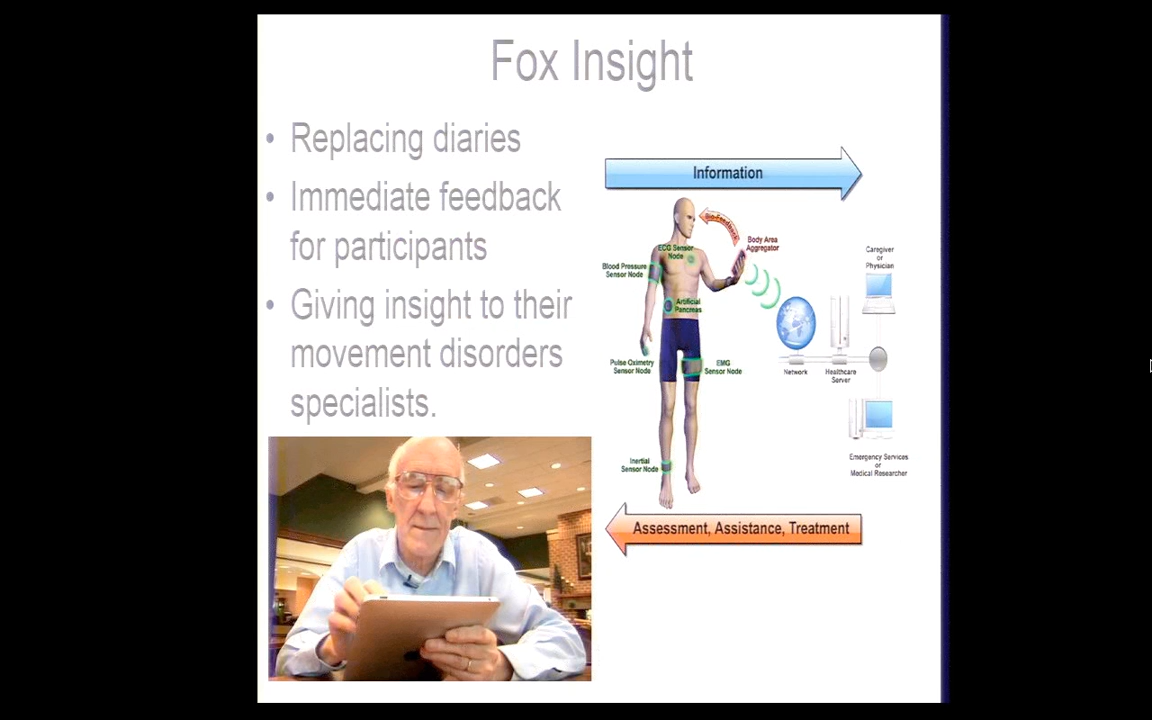 Fox Insight
• Replacing diaries
• Immediate feedback
for participants
• Giving insight to their
movement disorders
specialists.
Information
Bio-Feedback
Body Area
Aggregator
ECG Sensor
Node
Blood Pressure
Sensor Node
Artificial
Pancreas
Pulse Oximetry
Sensor Node
EMG
Sensor Node
Inertial
Sensor Node
Network
Healthcare
Server
Caregiver
or
Physician
Emergency Services
or
Medical Researcher
Assessment, Assistance, Treatment